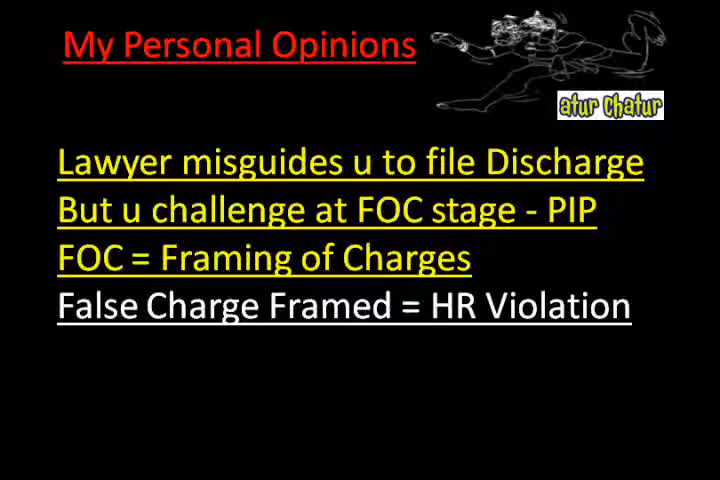 My Personal Opinions
atur chatur
Lawyer misguides u to file Discharge
But u challenge at FOC stage - PIP
FOC = Framing of Charges
False Charge Framed = HR Violation